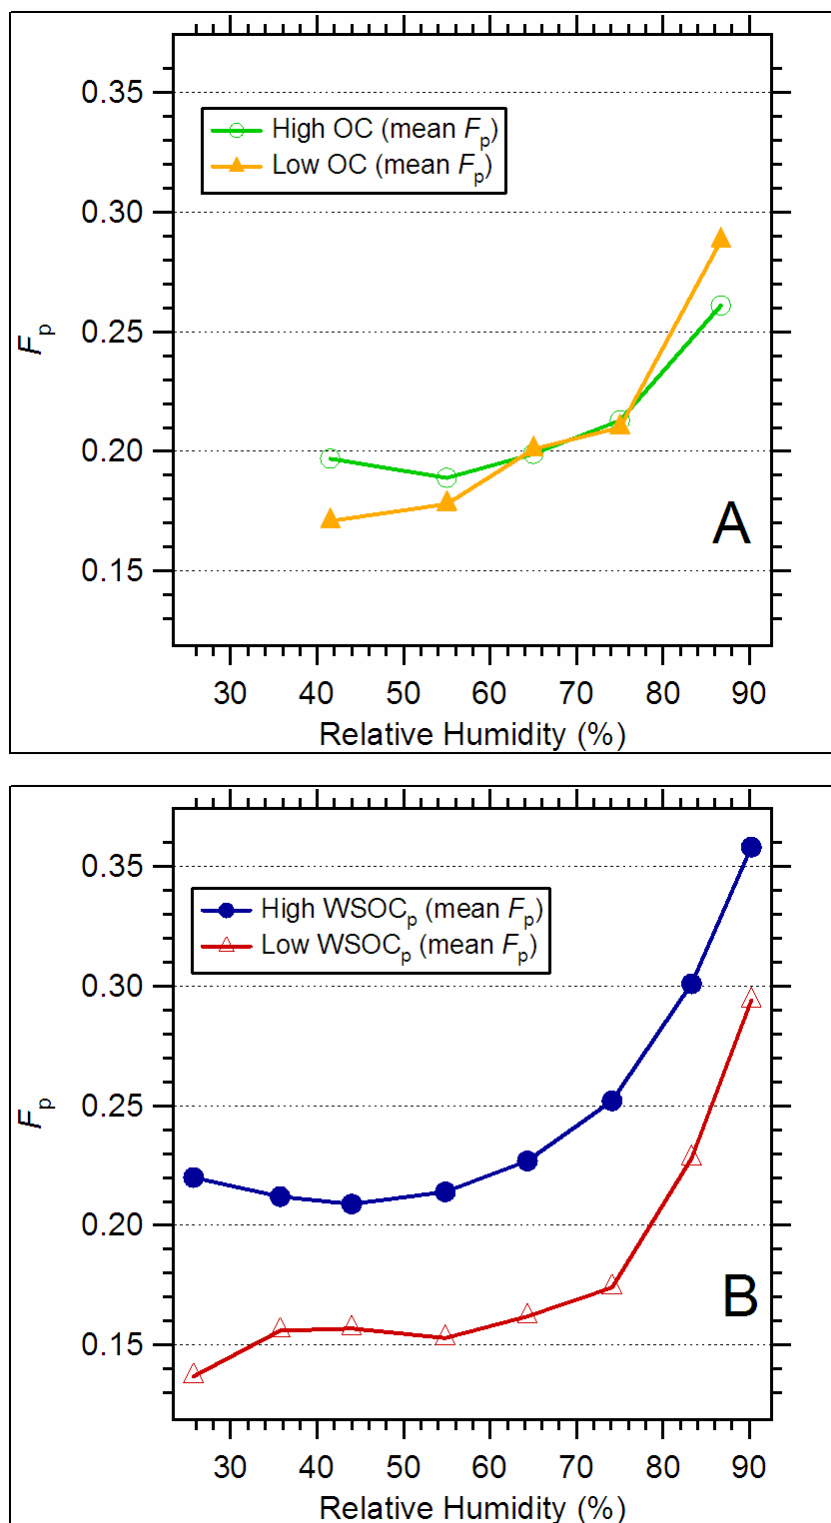 0.35
High OC (mean Fp)
Low OC (mean Fp)
0.30
0.25
Fp
0.20
A
0.15
30 40 50 60 70 80 90
Relative Humidity (%)
0.35
High WSOCp (mean Fp)
Low WSOCp (mean Fp)
0.30
0.25
Fp
0.20
B
0.15
30 40 50 60 70 80 90
Relative Humidity (%)